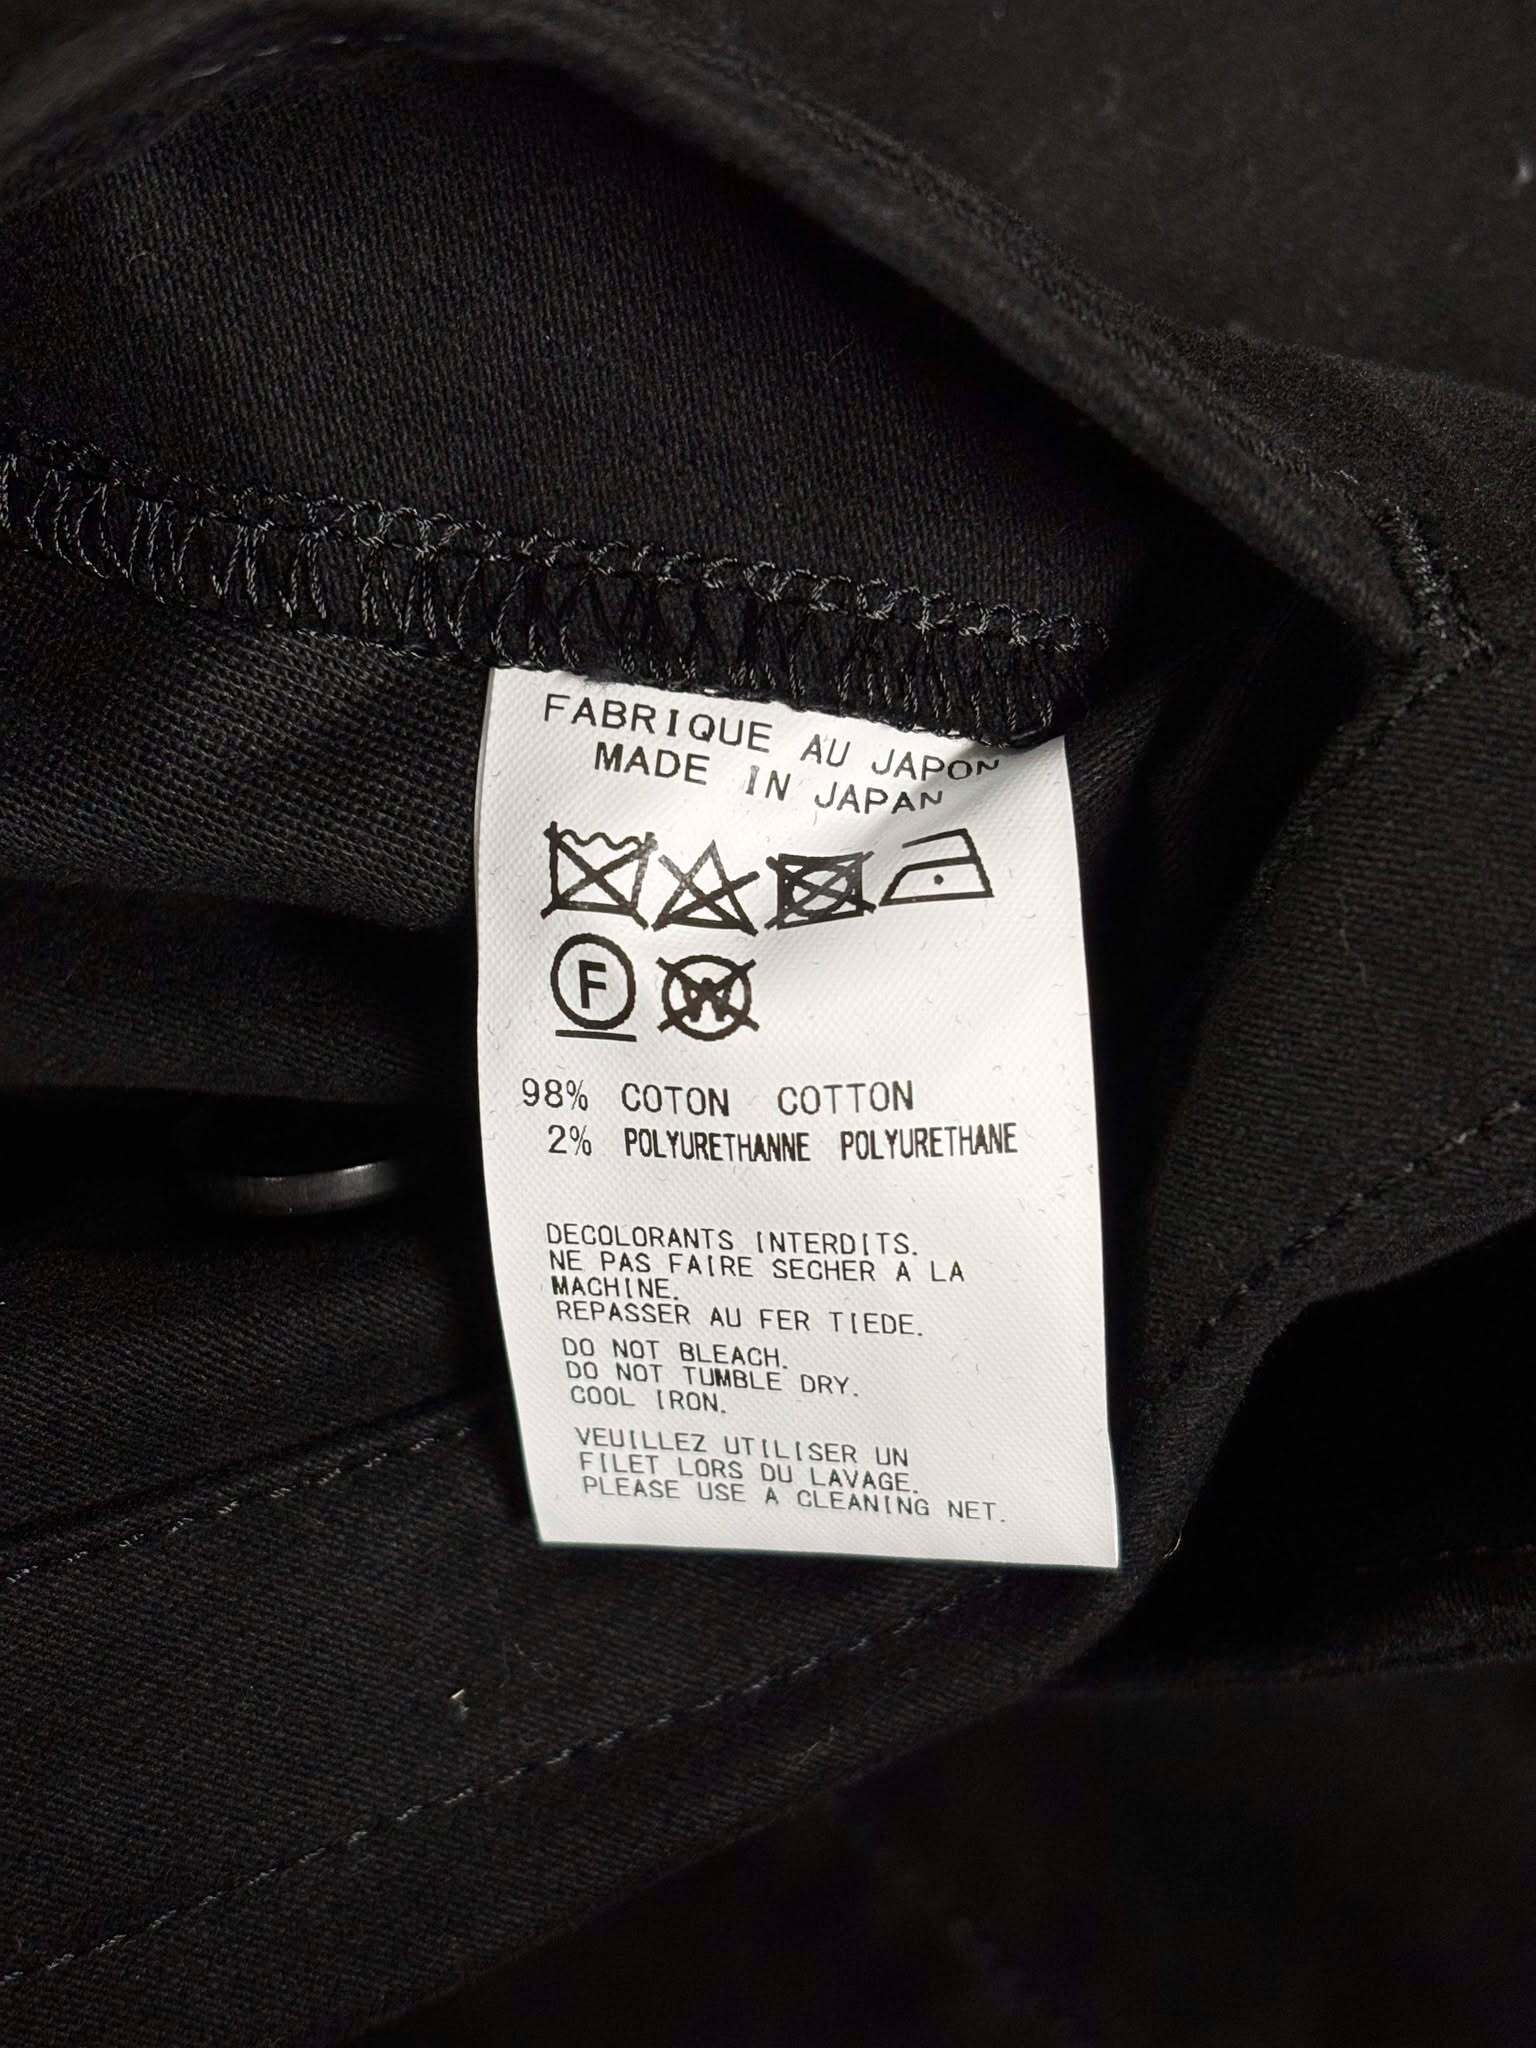 FABRIQUE AU JAPON
MADE IN JAPAN
F
W
98% COTON COTTON
2% POLYURETHANNE POLYURETHANE
DECOLORANTS INTERDITS.
NE PAS FAIRE SECHER A LA
MACHINE.
REPASSER AU FER TIEDE.
DO NOT BLEACH.
DO NOT TUMBLE DRY.
COOL IRON.
VEUILLEZ UTILISER UN
FILET LORS DU LAVAGE.
PLEASE USE A CLEANING NET.